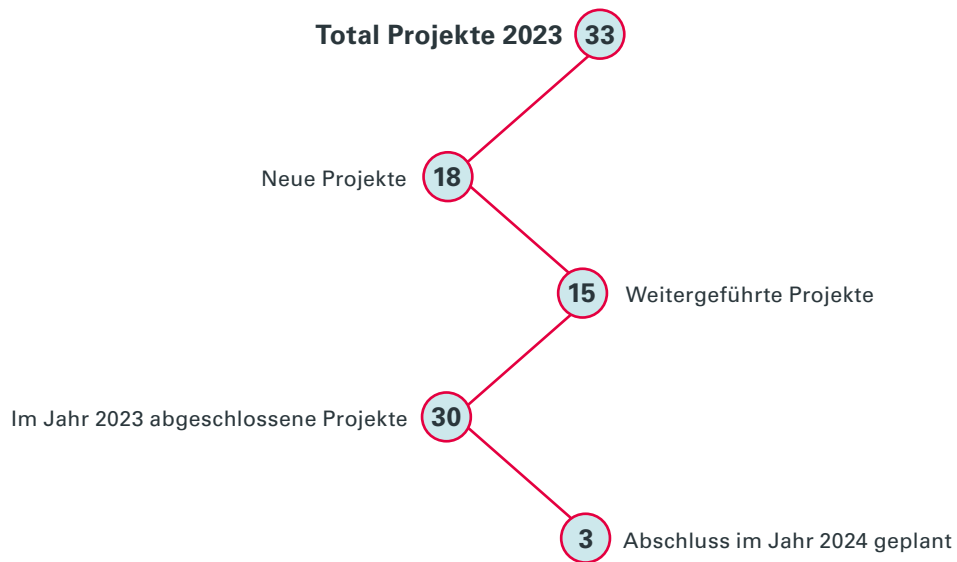 Total Projekte 2023 33
Neue Projekte 18
15 Weitergeführte Projekte
Im Jahr 2023 abgeschlossene Projekte 30
3 Abschluss im Jahr 2024 geplant